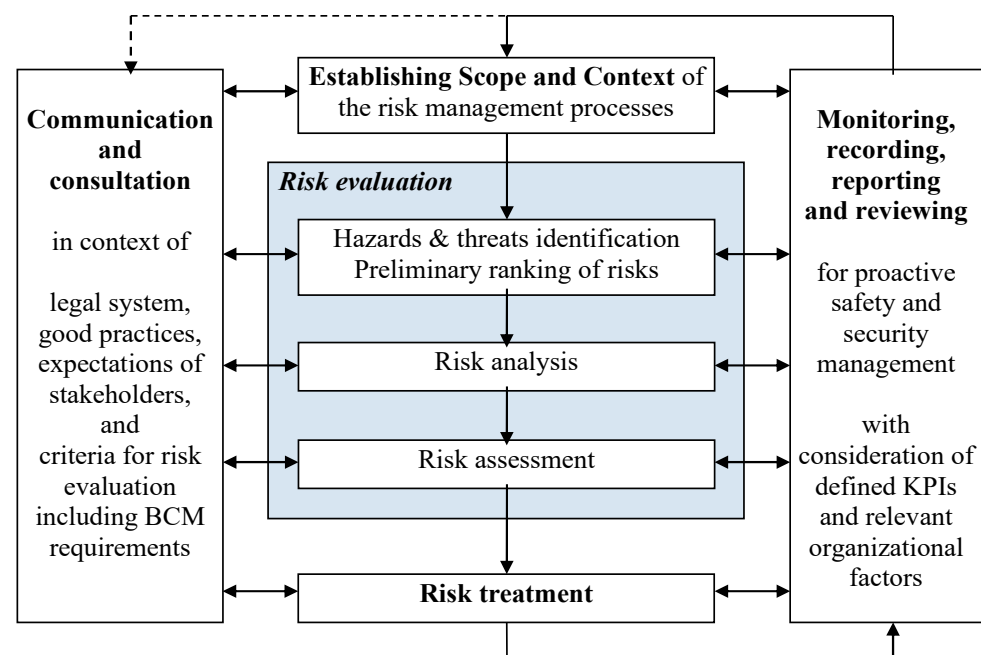 Establishing Scope and Context of
the risk management processes
Communication
and
consultation
in context of
legal system,
good practices,
expectations of
stakeholders,
and
criteria for risk
evaluation
including BCM
requirements
Risk evaluation
Hazards & threats identification
Preliminary ranking of risks
Risk analysis
Risk assessment
Risk treatment
Monitoring,
recording,
reporting
and reviewing
for proactive
safety and
security
management
with
consideration of
defined KPIs
and relevant
organizational
factors